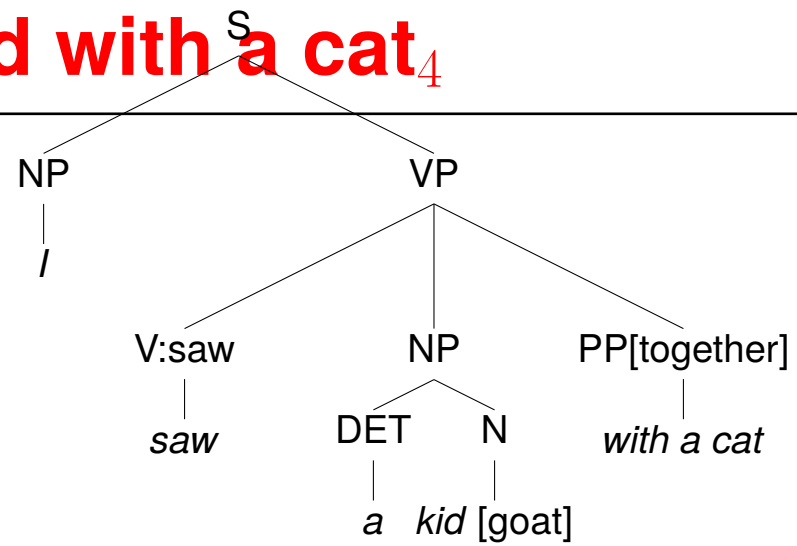 S
d with a cat4
NP VP
I
V:saw NP PP[together]
saw DET N with a cat
a kid [goat]